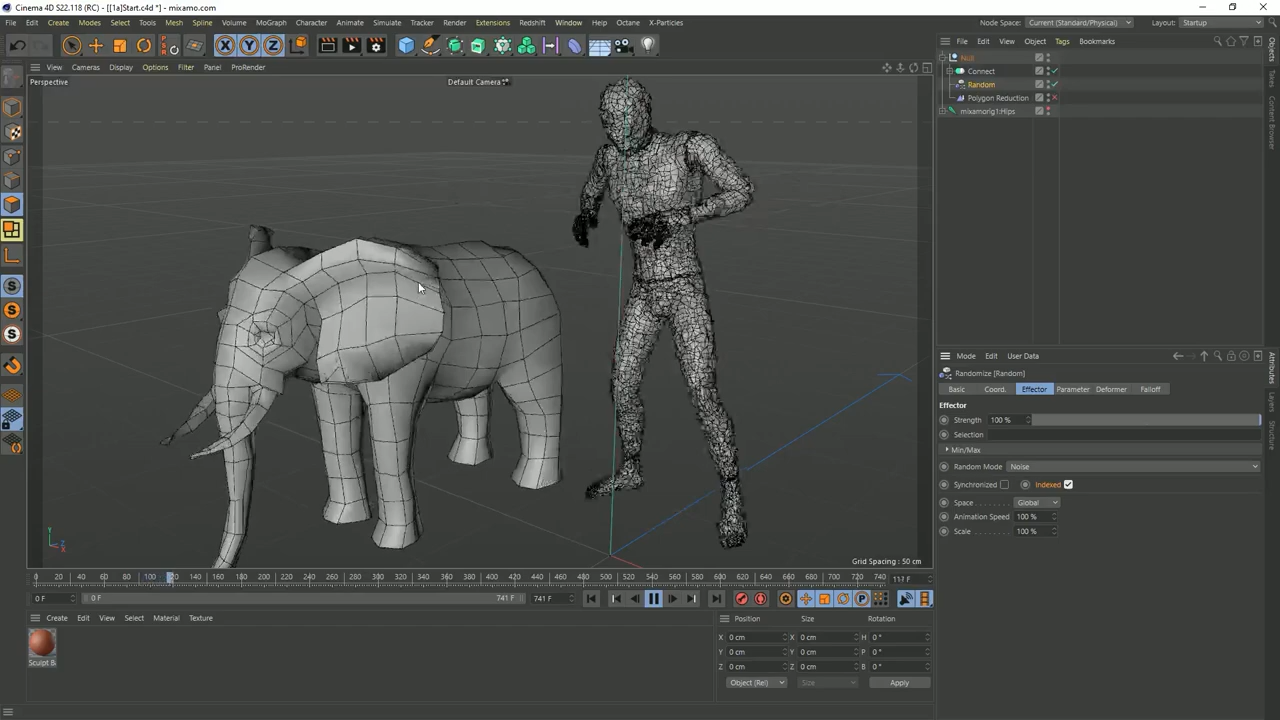 Cinema 4D S22.118 (RC) - [[1a]Start.c4d *] - mixamo.com
File Edit Create Modes Select Tools Mesh Spline Volume MoGraph Character Animate Simulate Tracker Render Extensions Redshift Window Help Octane X-Particles Node Space: Current (Standard/Physical) Layout: Startup
View Cameras Display Options Filter Panel ProRender
File Edit View Object Tags Bookmarks
Perspective
Default Camera
Null
Connect
Random
Polygon Reduction
mixamorig1:Hips
Mode Edit User Data
Randomize [Random]
Basic Coord. Effector Parameter Deformer Falloff
Effector
Strength 100 %
Selection
Min/Max
Random Mode Noise
Synchronized Indexed
Space Global
Animation Speed 100 %
Scale 100 %
Objects
Takes
Content Browser
Attributes
Layers
Structure
Grid Spacing : 50 cm
0 20 40 60 80 100 120 140 160 180 200 220 240 260 280 300 320 340 360 380 400 420 440 460 480 500 520 540 560 580 600 620 640 660 680 700 720 740
0 F 0 F 741 F 741 F
Create Edit View Select Material Texture
Position Size Rotation
X 0 cm X 0 cm H 0 °
Y 0 cm Y 0 cm P 0 °
Z 0 cm Z 0 cm B 0 °
Object (Rel) Size Apply
Sculpt B